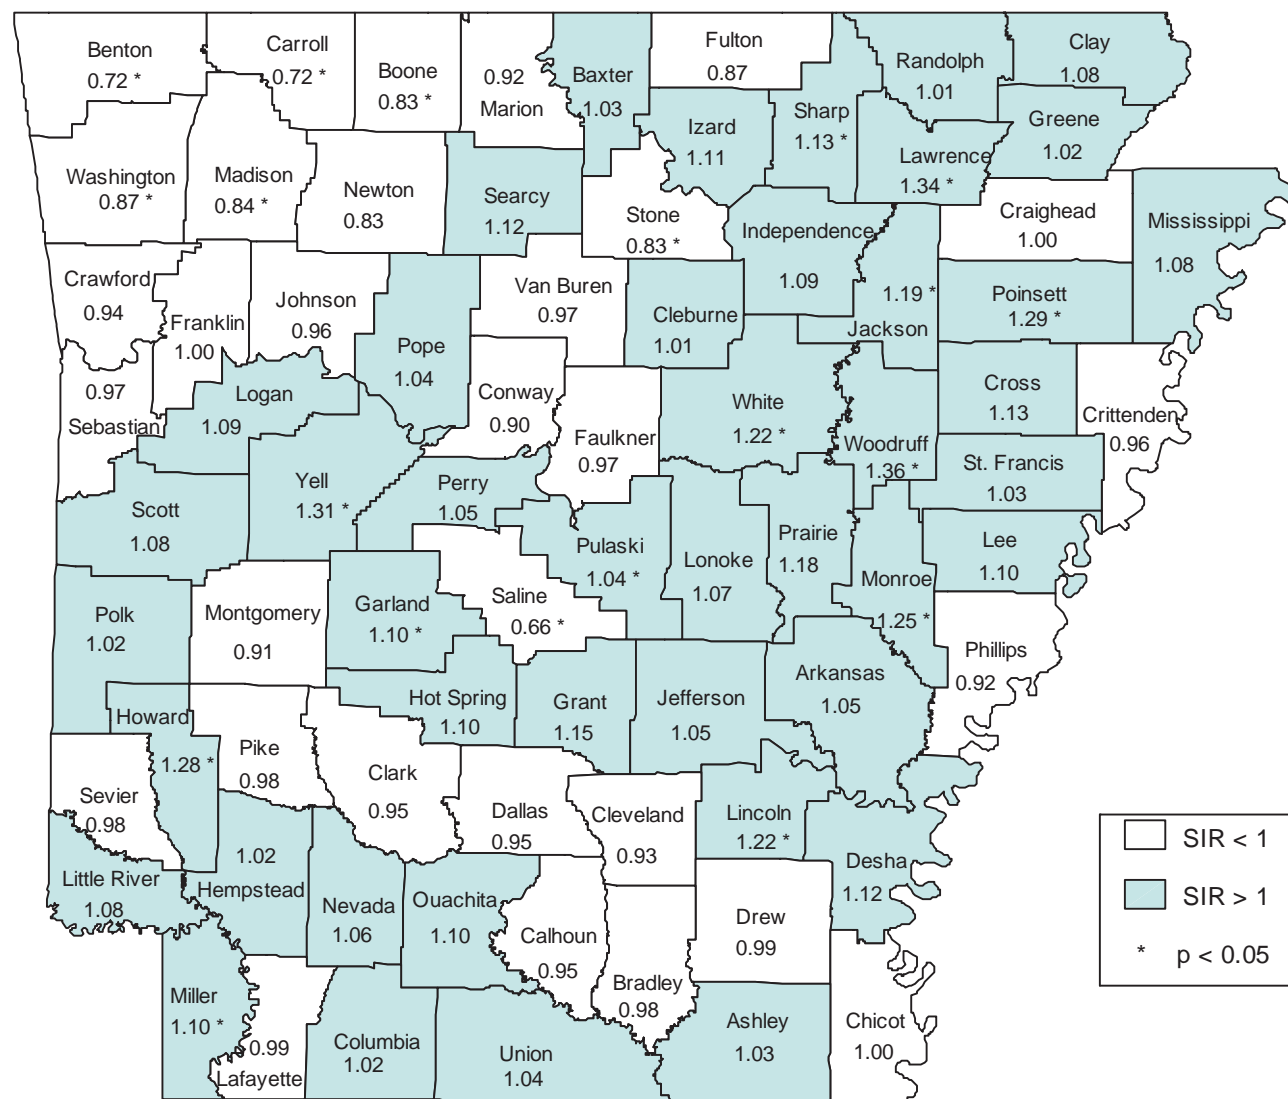 Benton
0.72 *
Carroll
0.72 *
Boone
0.83 *
0.92
Marion
Baxter
1.03
Fulton
0.87
Randolph
1.01
Clay
1.08
Izard
1.11
Sharp
1.13 *
Greene
1.02
Lawrence
1.34 *
Washington
0.87 *
Madison
0.84 *
Newton
0.83
Searcy
1.12
Stone
0.83 *
Independence
1.09
Craighead
1.00
Mississippi
1.08
Crawford
0.94
Franklin
1.00
Johnson
0.96
Pope
1.04
Van Buren
0.97
Cleburne
1.01
1.19 *
Jackson
Poinsett
1.29 *
0.97
Sebastian
Logan
1.09
Conway
0.90
Faulkner
0.97
White
1.22 *
Woodruff
1.36 *
Cross
1.13
Crittenden
0.96
St. Francis
1.03
Scott
1.08
Yell
1.31 *
Perry
1.05
Pulaski
1.04 *
Lonoke
1.07
Prairie
1.18
Monroe
1.25 *
Lee
1.10
Polk
1.02
Montgomery
0.91
Garland
1.10 *
Saline
0.66 *
Phillips
0.92
Howard
1.28 *
Pike
0.98
Hot Spring
1.10
Grant
1.15
Jefferson
1.05
Arkansas
1.05
Sevier
0.98
Clark
0.95
Dallas
0.95
Cleveland
0.93
Lincoln
1.22 *
Desha
1.12
Little River
1.08
1.02
Hempstead
Nevada
1.06
Ouachita
1.10
Calhoun
0.95
Bradley
0.98
Drew
0.99
Miller
1.10 *
0.99
Lafayette
Columbia
1.02
Union
1.04
Ashley
1.03
Chicot
1.00
SIR < 1
SIR > 1
* p < 0.05